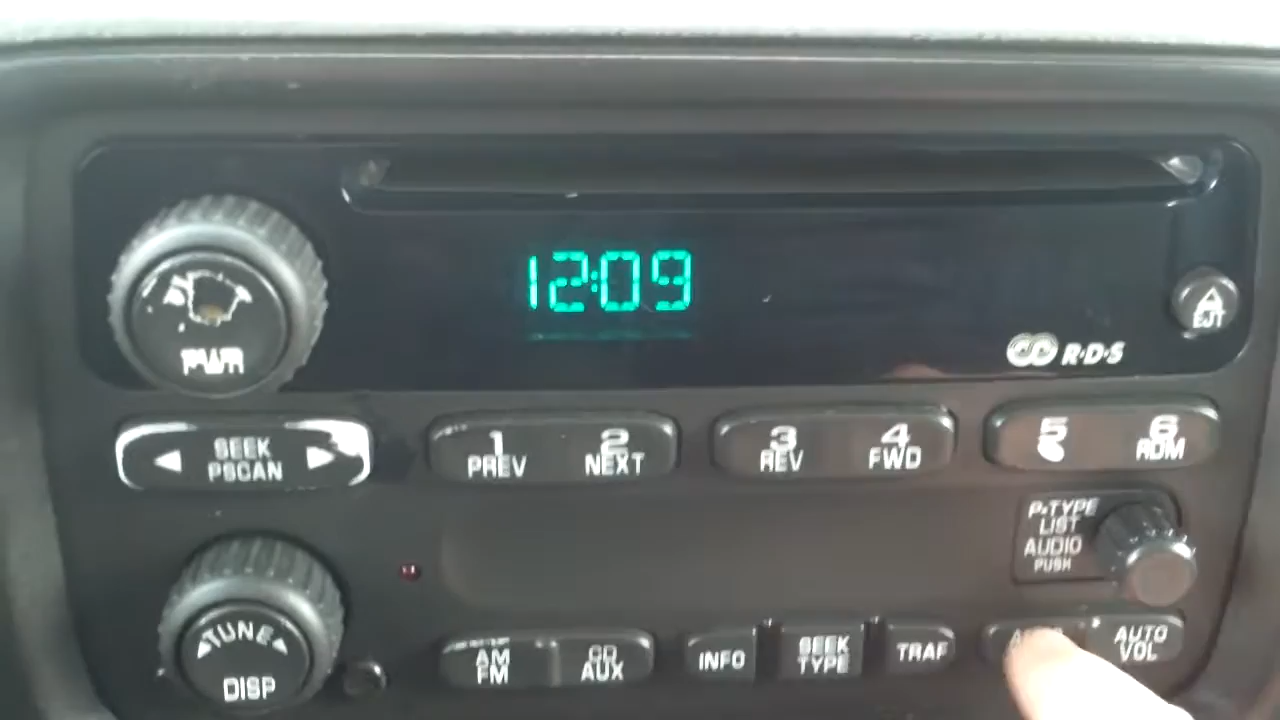 12:09
EJT
PWR
R·D·S
SEEK
PSCAN
1
PREV
2
NEXT
3
REV
4
FWD
5
6
RDM
P-TYPE
LIST
AUDIO
PUSH
TUNE
DISP
AM
FM
CD
AUX
INFO
SEEK
TYPE
TRAF
AUTO
VOL